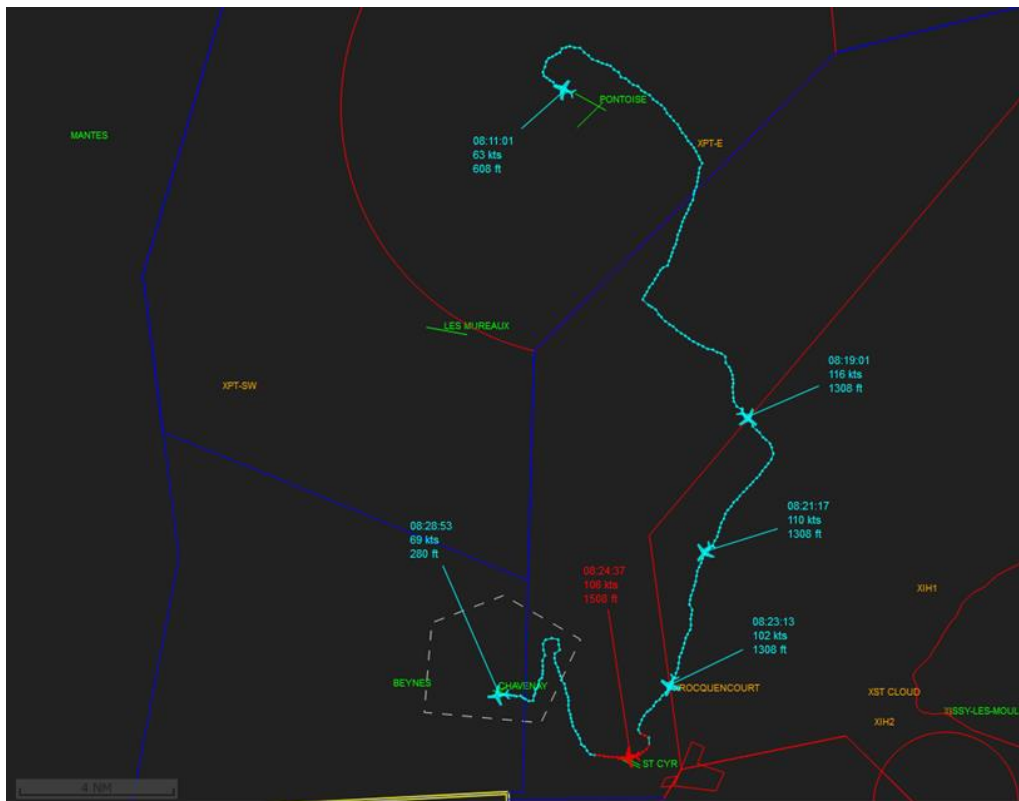 PONTOISE
MANTES
08:11:01
63 kts
608 ft
XPT-E
LES MUREAUX
08:19:01
116 kts
1308 ft
XPT-SW
08:21:17
110 kts
1308 ft
08:28:53
69 kts
280 ft
08:24:37
106 kts
1508 ft
XIH1
08:23:13
102 kts
1308 ft
BEYNES
CHAVENAY
ROCQUENCOURT
XST CLOUD
XISSY-LES-MOUL
XIH2
ST CYR
4 NM